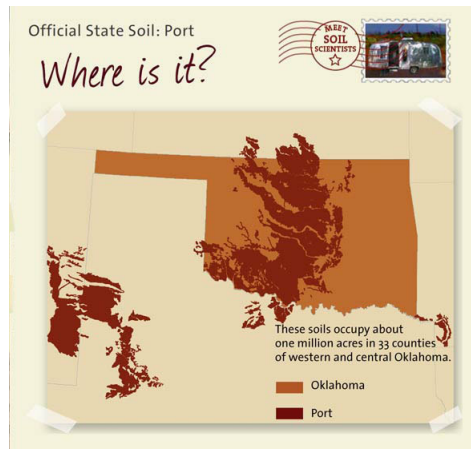 Official State Soil: Port
Where is it?
MEET
SOIL
SCIENTISTS
These soils occupy about
one million acres in 33 counties
of western and central Oklahoma.
Oklahoma
Port